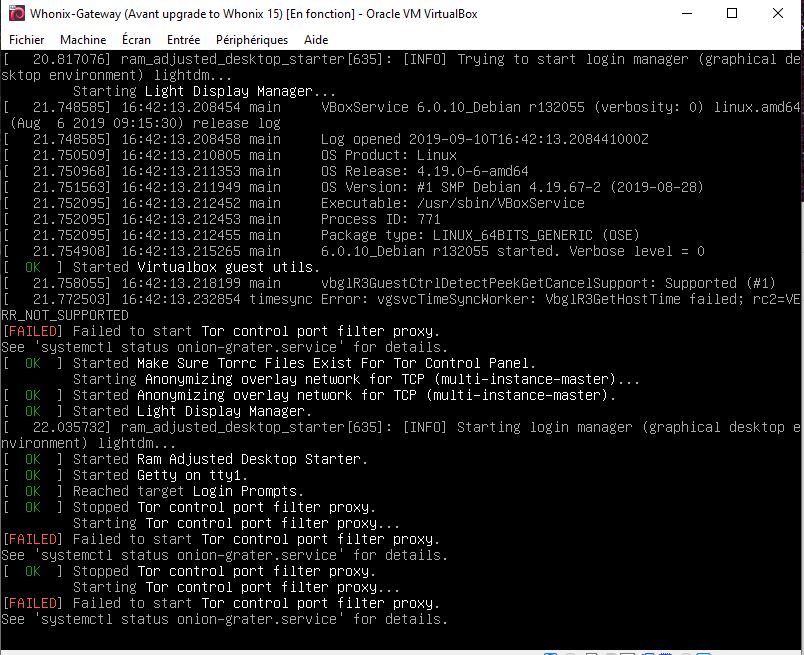 Whonix-Gateway (Avant upgrade to Whonix 15) [En fonction] - Oracle VM VirtualBox
Fichier Machine Écran Entrée Périphériques Aide
[   20.817076] ram_adjusted_desktop_starter[635]: [INFO] Trying to start login manager (graphical de
sktop environment) lightdm...
         Starting Light Display Manager...
[   21.748585] 16:42:13.208454 main     VBoxService 6.0.10_Debian r132055 (verbosity: 0) linux.amd64
 (Aug  6 2019 09:15:30) release log
[   21.748585] 16:42:13.208458 main     Log opened 2019-09-10T16:42:13.208441000Z
[   21.750509] 16:42:13.210805 main     OS Product: Linux
[   21.750968] 16:42:13.211353 main     OS Release: 4.19.0-6-amd64
[   21.751563] 16:42:13.211949 main     OS Version: #1 SMP Debian 4.19.67-2 (2019-08-28)
[   21.752095] 16:42:13.212452 main     Executable: /usr/sbin/VBoxService
[   21.752095] 16:42:13.212453 main     Process ID: 771
[   21.752095] 16:42:13.212455 main     Package type: LINUX_64BITS_GENERIC (OSE)
[   21.754908] 16:42:13.215265 main     6.0.10_Debian r132055 started. Verbose level = 0
[  OK  ] Started Virtualbox guest utils.
[   21.758055] 16:42:13.218199 main     vbglR3GuestCtrlDetectPeekGetCancelSupport: Supported (#1)
[   21.772503] 16:42:13.232854 timesync Error: vgsvcTimeSyncWorker: VbglR3GetHostTime failed; rc2=VE
RR_NOT_SUPPORTED
[FAILED] Failed to start Tor control port filter proxy.
See 'systemctl status onion-grater.service' for details.
[  OK  ] Started Make Sure Torrc Files Exist For Tor Control Panel.
         Starting Anonymizing overlay network for TCP (multi-instance-master)...
[  OK  ] Started Anonymizing overlay network for TCP (multi-instance-master).
[  OK  ] Started Light Display Manager.
[   22.035732] ram_adjusted_desktop_starter[635]: [INFO] Starting login manager (graphical desktop e
nvironment) lightdm...
[  OK  ] Started Ram Adjusted Desktop Starter.
[  OK  ] Started Getty on tty1.
[  OK  ] Reached target Login Prompts.
[  OK  ] Stopped Tor control port filter proxy.
         Starting Tor control port filter proxy...
[FAILED] Failed to start Tor control port filter proxy.
See 'systemctl status onion-grater.service' for details.
[  OK  ] Stopped Tor control port filter proxy.
         Starting Tor control port filter proxy...
[FAILED] Failed to start Tor control port filter proxy.
See 'systemctl status onion-grater.service' for details.